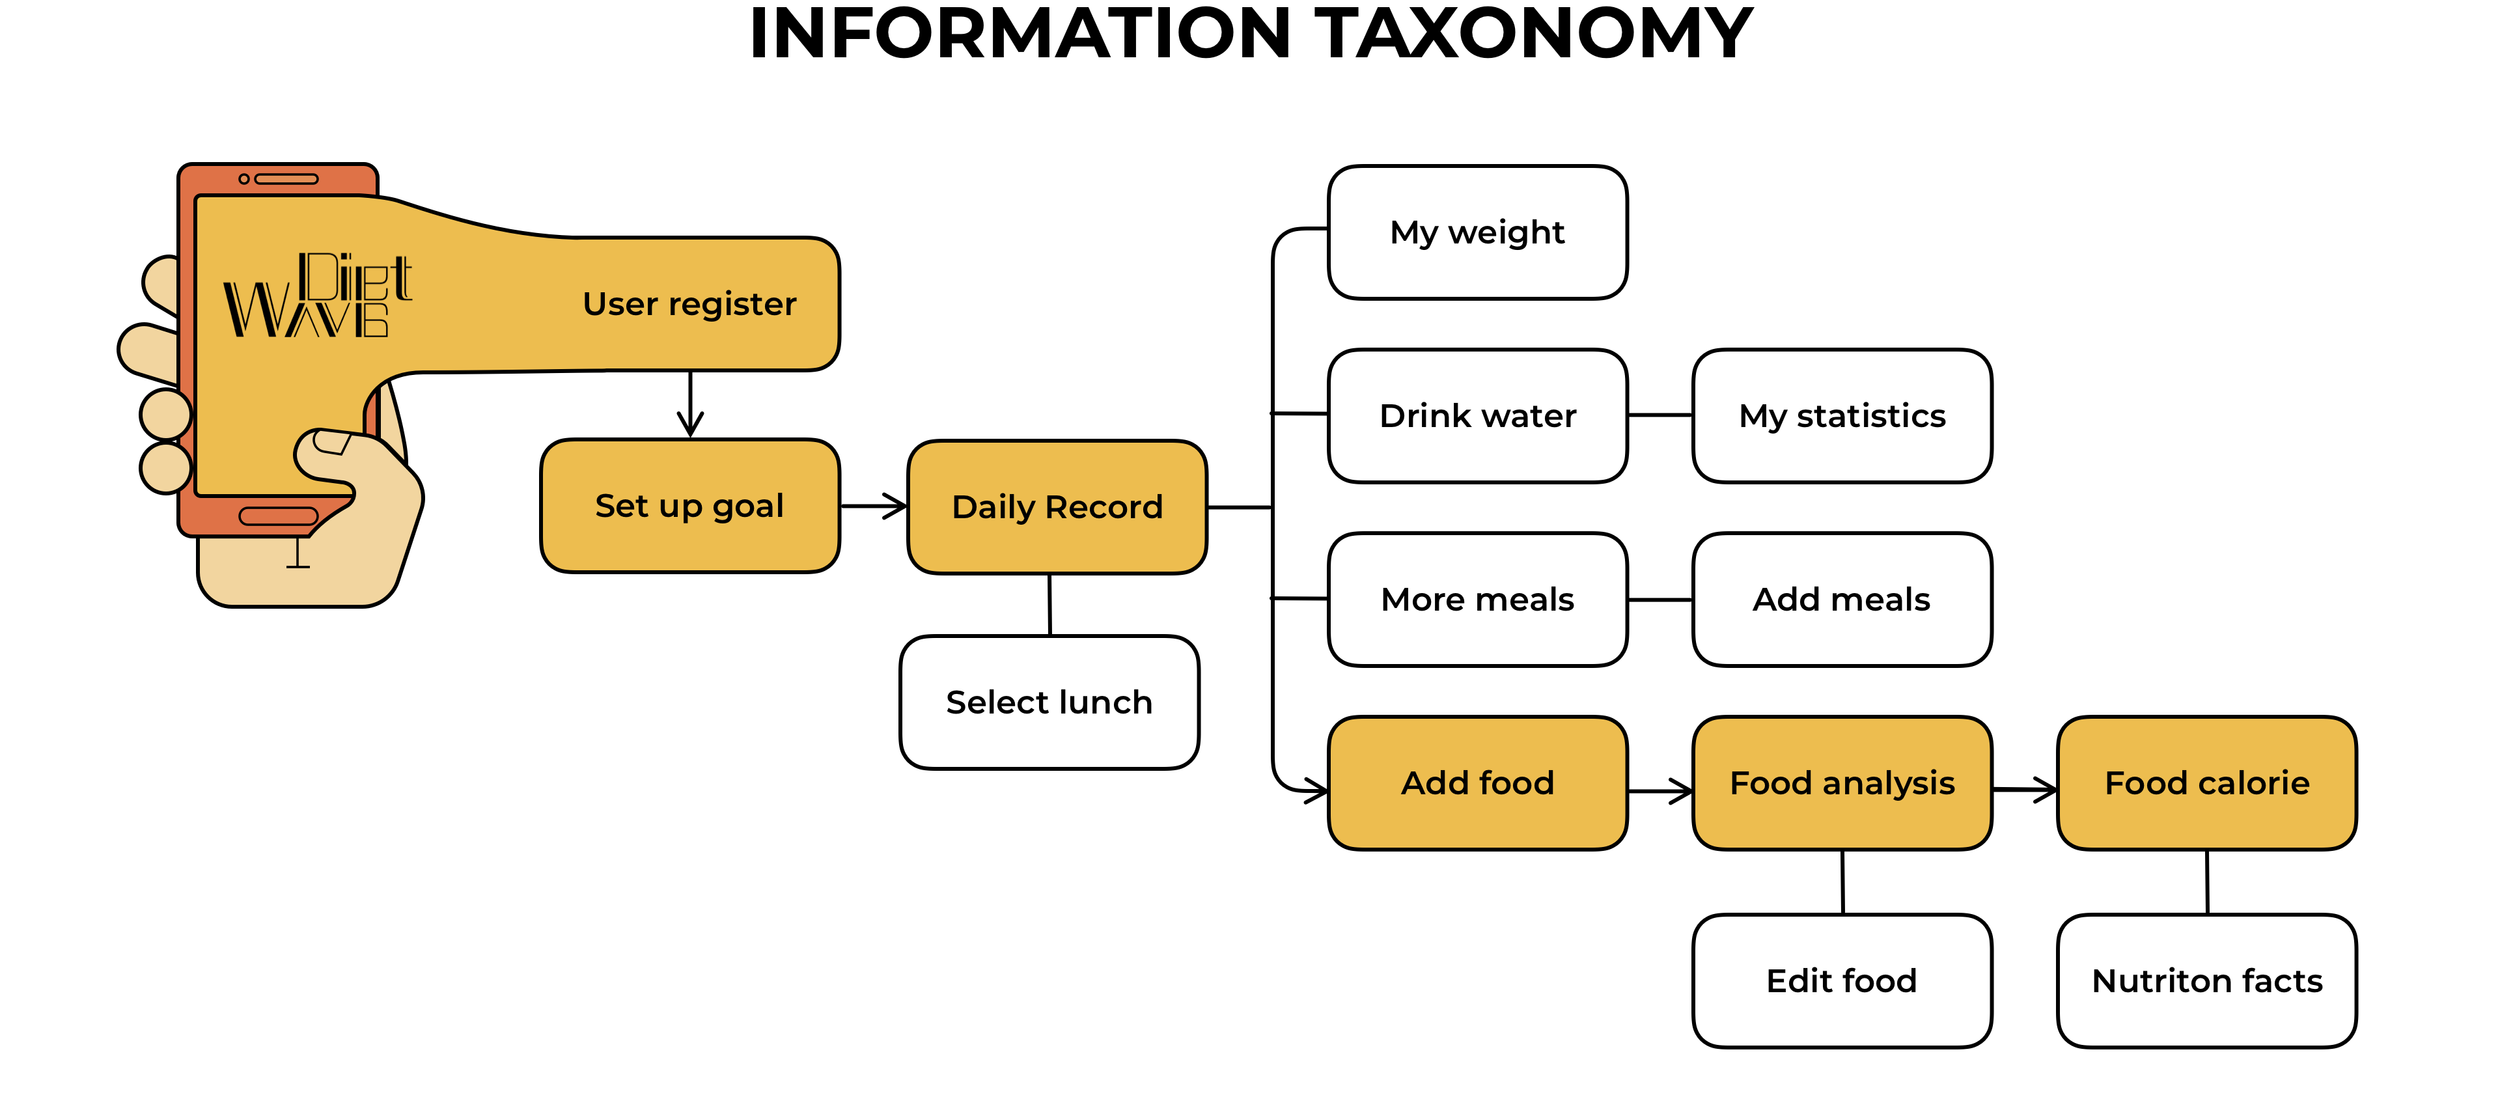 INFORMATION TAXONOMY
Diet
WAVE
User register
Set up goal
Daily Record
Select lunch
My weight
Drink water
My statistics
More meals
Add meals
Add food
Food analysis
Food calorie
Edit food
Nutriton facts